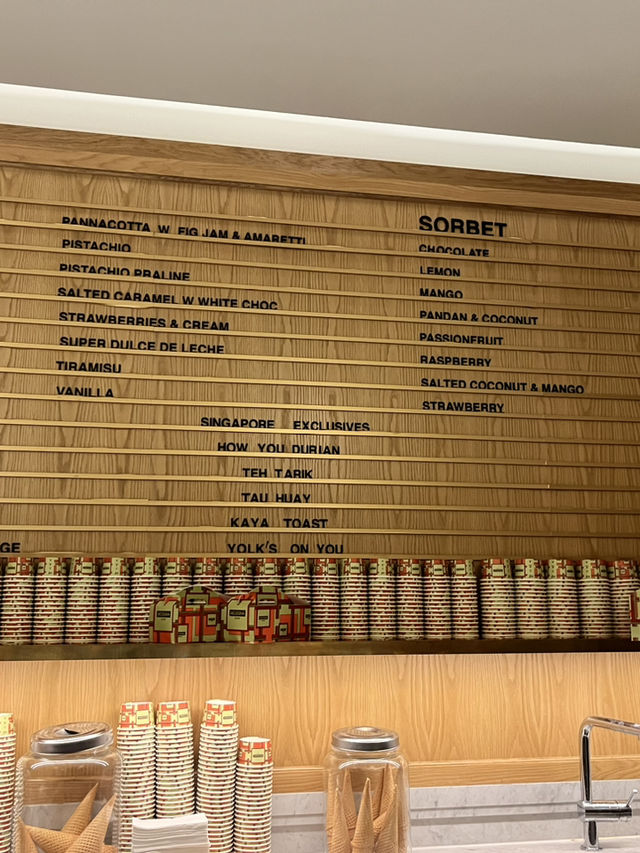 PANNACOTTA W FIG JAM & AMARETTI
PISTACHIO
PISTACHIO PRALINE
SALTED CARAMEL W WHITE CHOC
STRAWBERRIES & CREAM
SUPER DULCE DE LECHE
TIRAMISU
VANILLA
SORBET
CHOCOLATE
LEMON
MANGO
PANDAN & COCONUT
PASSIONFRUIT
RASPBERRY
SALTED COCONUT & MANGO
STRAWBERRY
SINGAPORE EXCLUSIVES
HOW YOU DURIAN
TEH TARIK
TAU HUAY
KAYA TOAST
GE
YOLK'S ON YOU